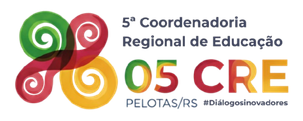 5ª Coordenadoria
Regional de Educação
05 CRE
PELOTAS/RS #Diálogosinovadores